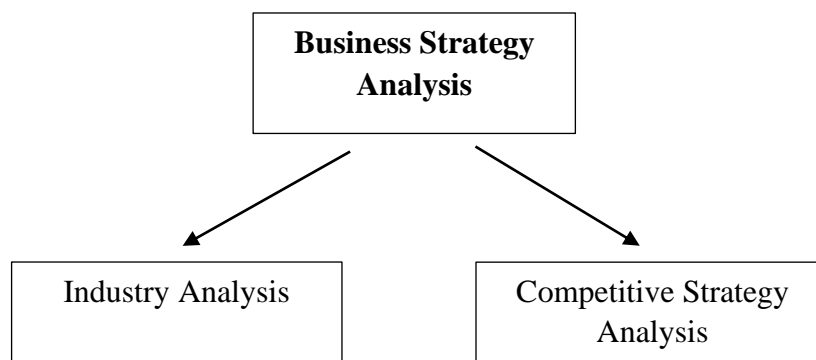 Business Strategy
Analysis
Industry Analysis
Competitive Strategy
Analysis